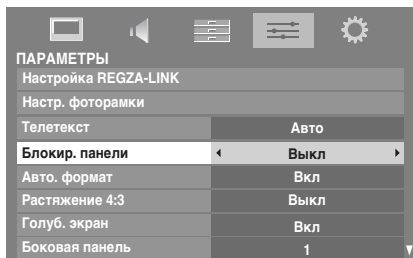 ПАРАМЕТРЫ
Настройка REGZA-LINK
Настр. фоторамки
Телетекст Авто
Блокир. панели Выкл
Авто. формат Вкл
Растяжение 4:3 Выкл
Голуб. экран Вкл
Боковая панель 1